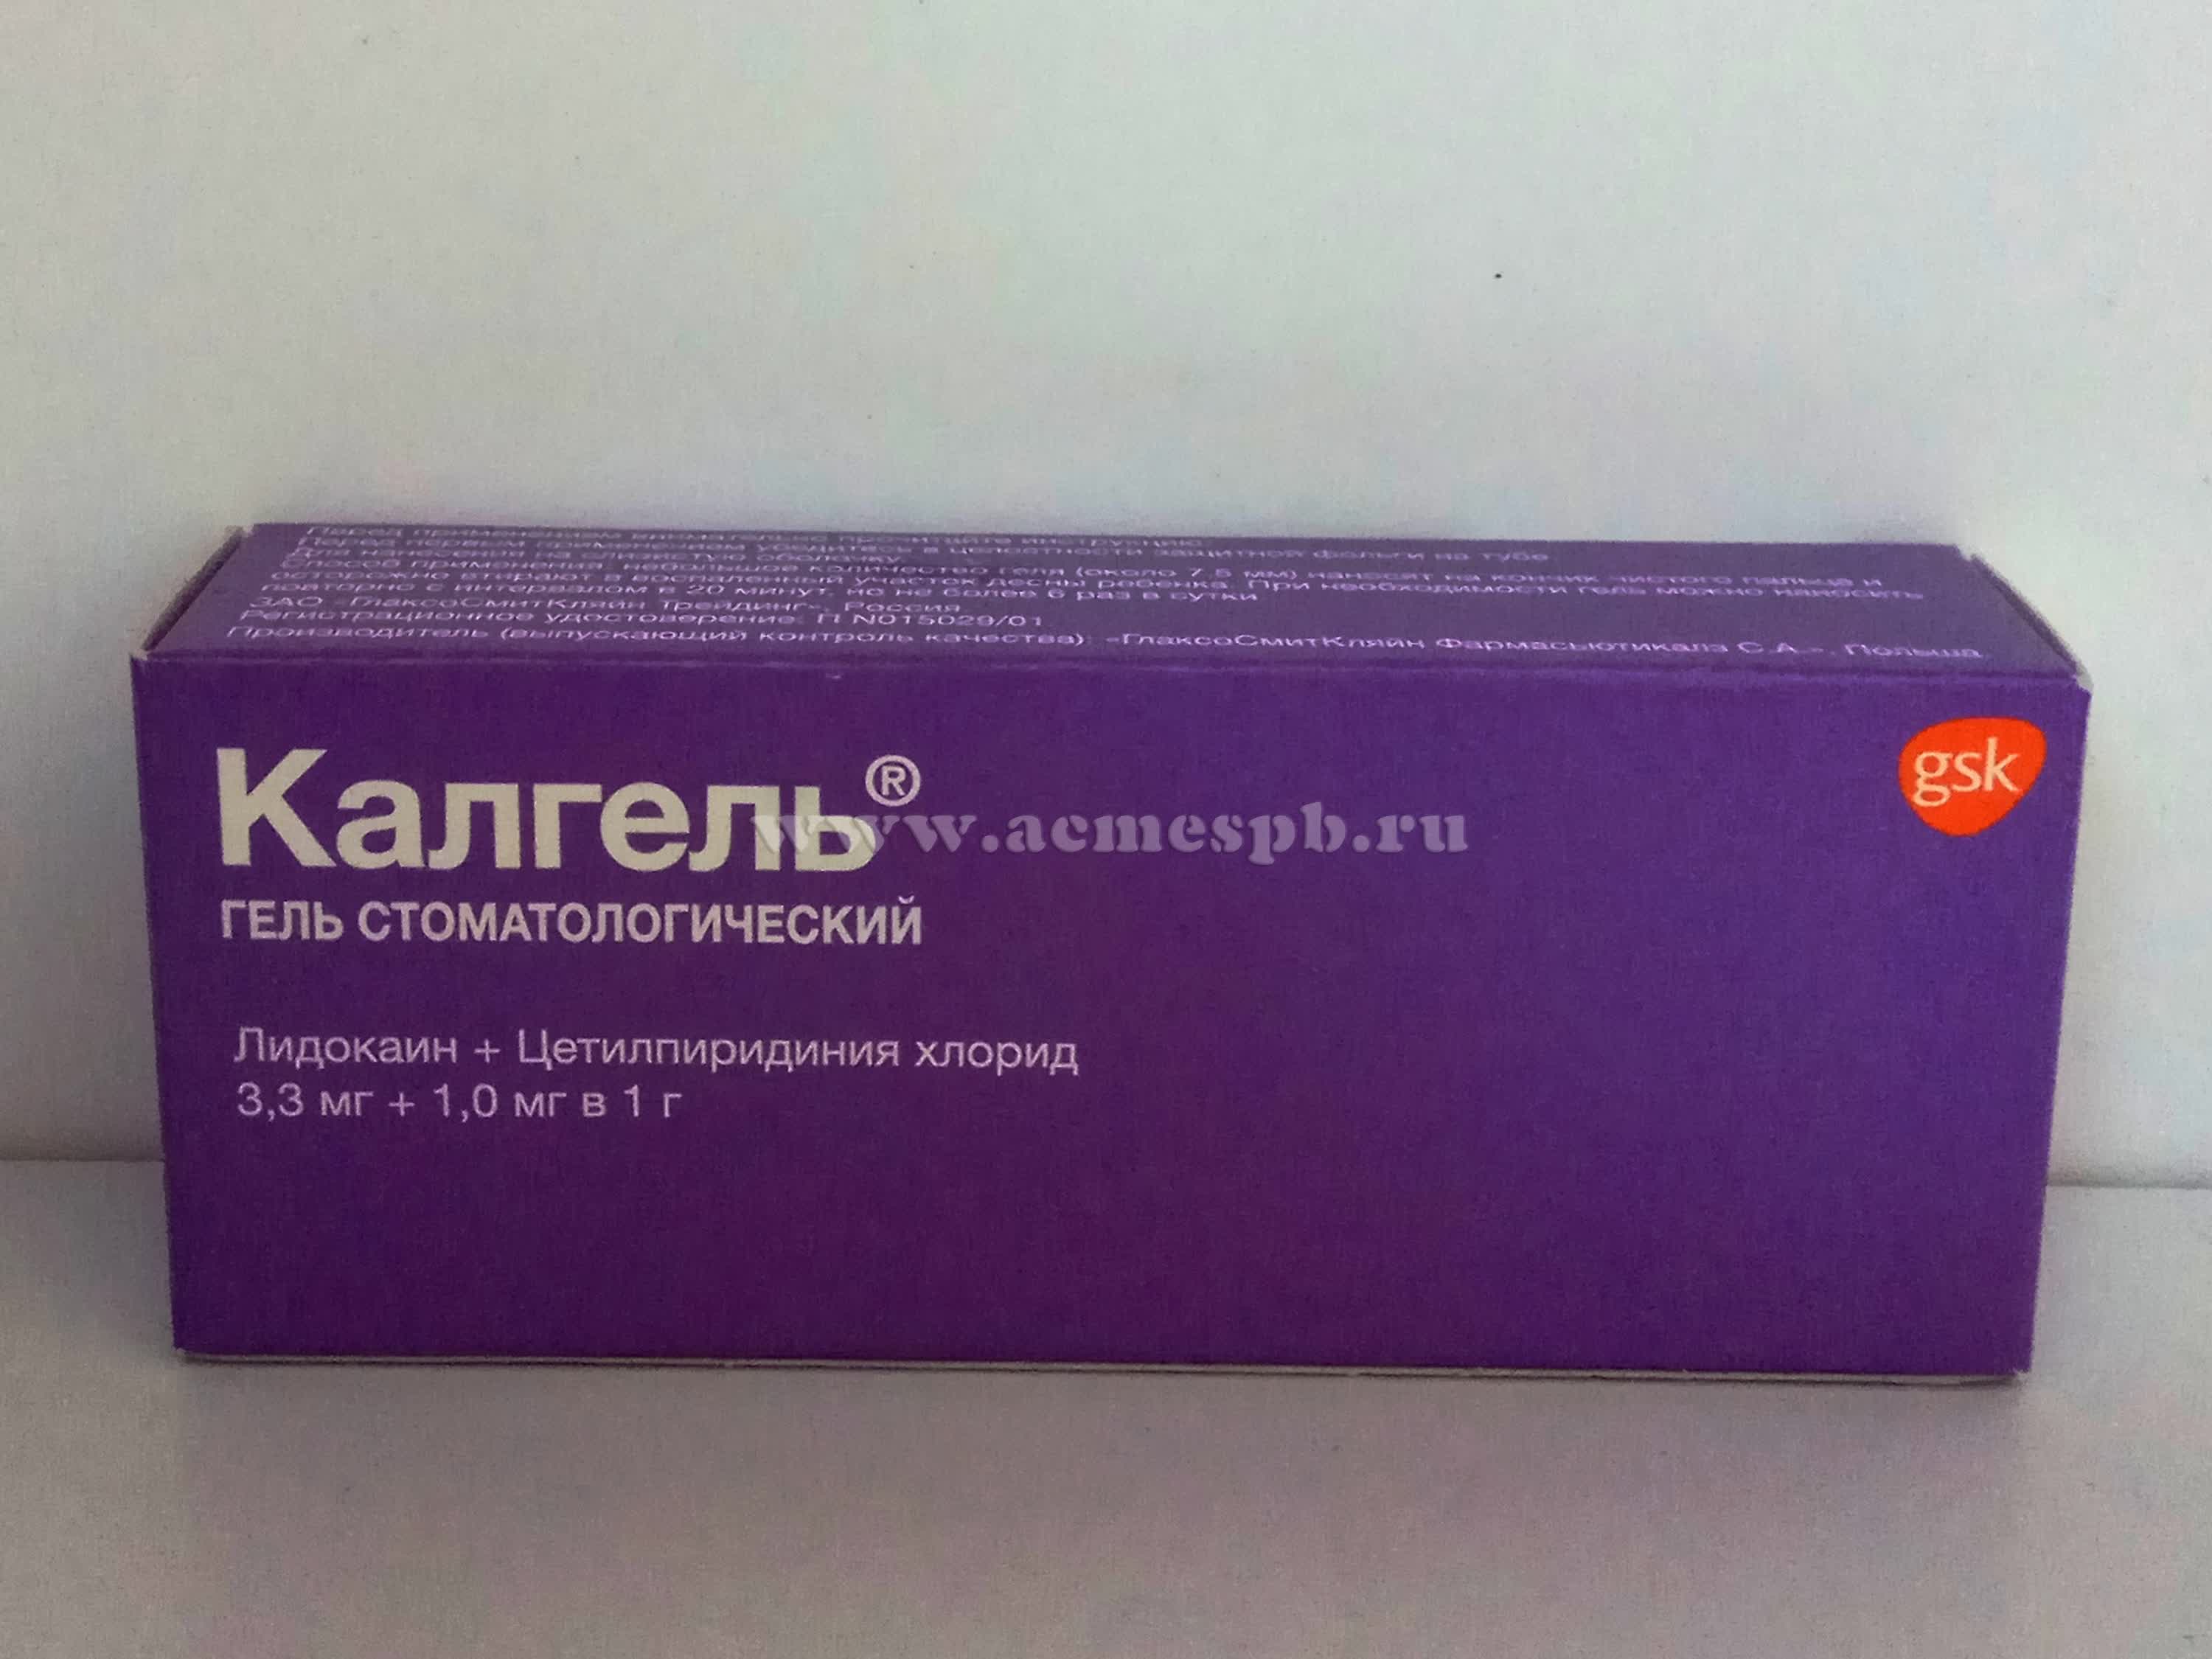 Перед применением внимательно прочитайте инструкцию
Перед первым применением убедитесь в целостности защитной фольги на тубе
Для нанесения на слизистую оболочку
Способ применения: небольшое количество геля (около 7,5 мм) наносят на кончик чистого пальца и
осторожно втирают в воспаленный участок десны ребенка. При необходимости гель можно наносить
повторно с интервалом в 20 минут, но не более 6 раз в сутки
ЗАО «ГлаксоСмитКляйн Трейдинг», Россия
Регистрационное удостоверение: П N015029/01
Производитель (выпускающий контроль качества): «ГлаксоСмитКляйн Фармасьютикалз С.А.», Польша
Калгель®
gsk
www.acmespb.ru
ГЕЛЬ СТОМАТОЛОГИЧЕСКИЙ
Лидокаин + Цетилпиридиния хлорид
3,3 мг + 1,0 мг в 1 г